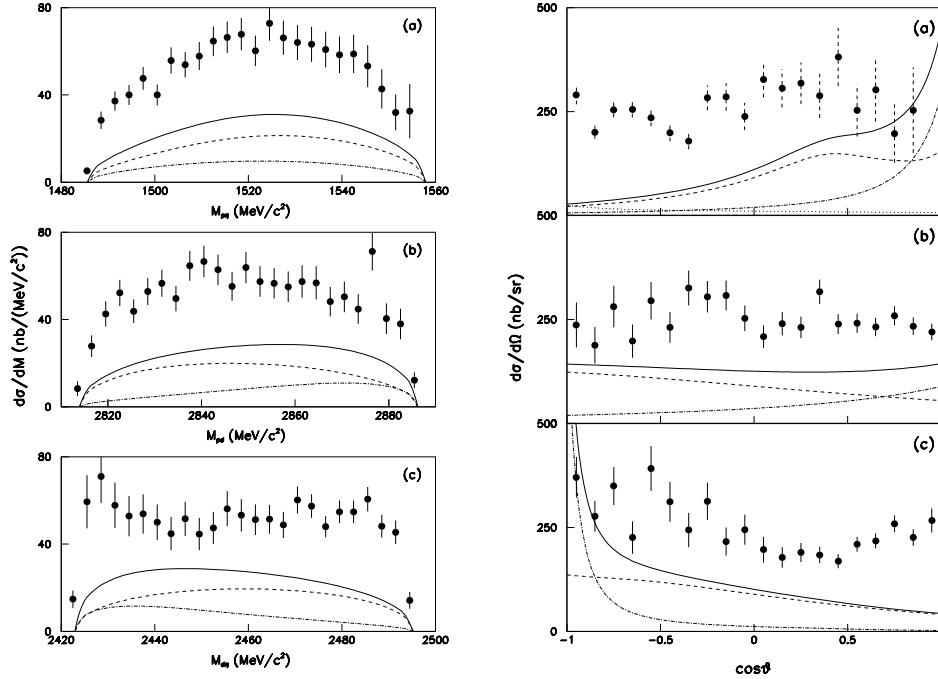 80
40
0
(a)
1480 1500 1520 1540 1560
M_pη (MeV/c²)
80
40
0
(b)
2820 2840 2860 2880
M_pd (MeV/c²)
dσ/dM (nb/(MeV/c²))
80
40
0
(c)
2420 2440 2460 2480 2500
M_dη (MeV/c²)
500
250
(a)
500
250
(b)
dσ/dΩ (nb/sr)
500
250
0
(c)
-1 -0.5 0 0.5
cosϑ